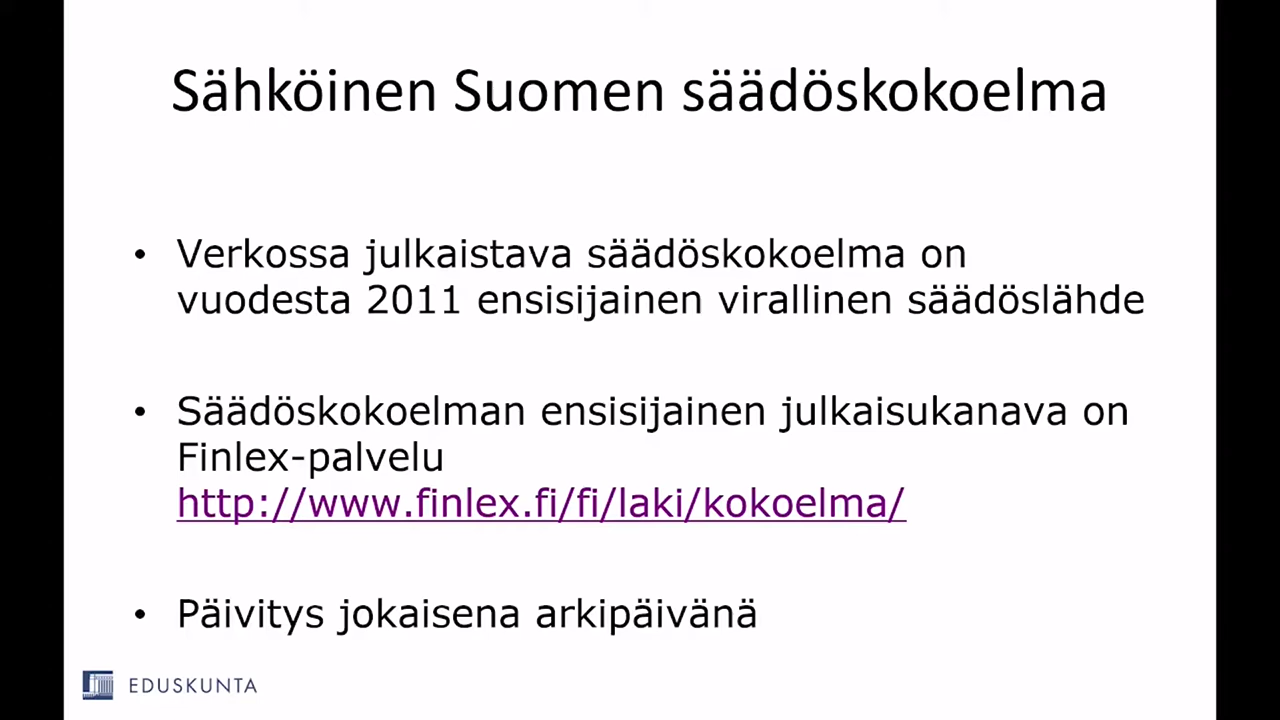 Sähköinen Suomen säädöskokoelma
• Verkossa julkaistava säädöskokoelma on
vuodesta 2011 ensisijainen virallinen säädöslähde
• Säädöskokoelman ensisijainen julkaisukanava on
Finlex-palvelu
http://www.finlex.fi/fi/laki/kokoelma/
• Päivitys jokaisena arkipäivänä
EDUSKUNTA